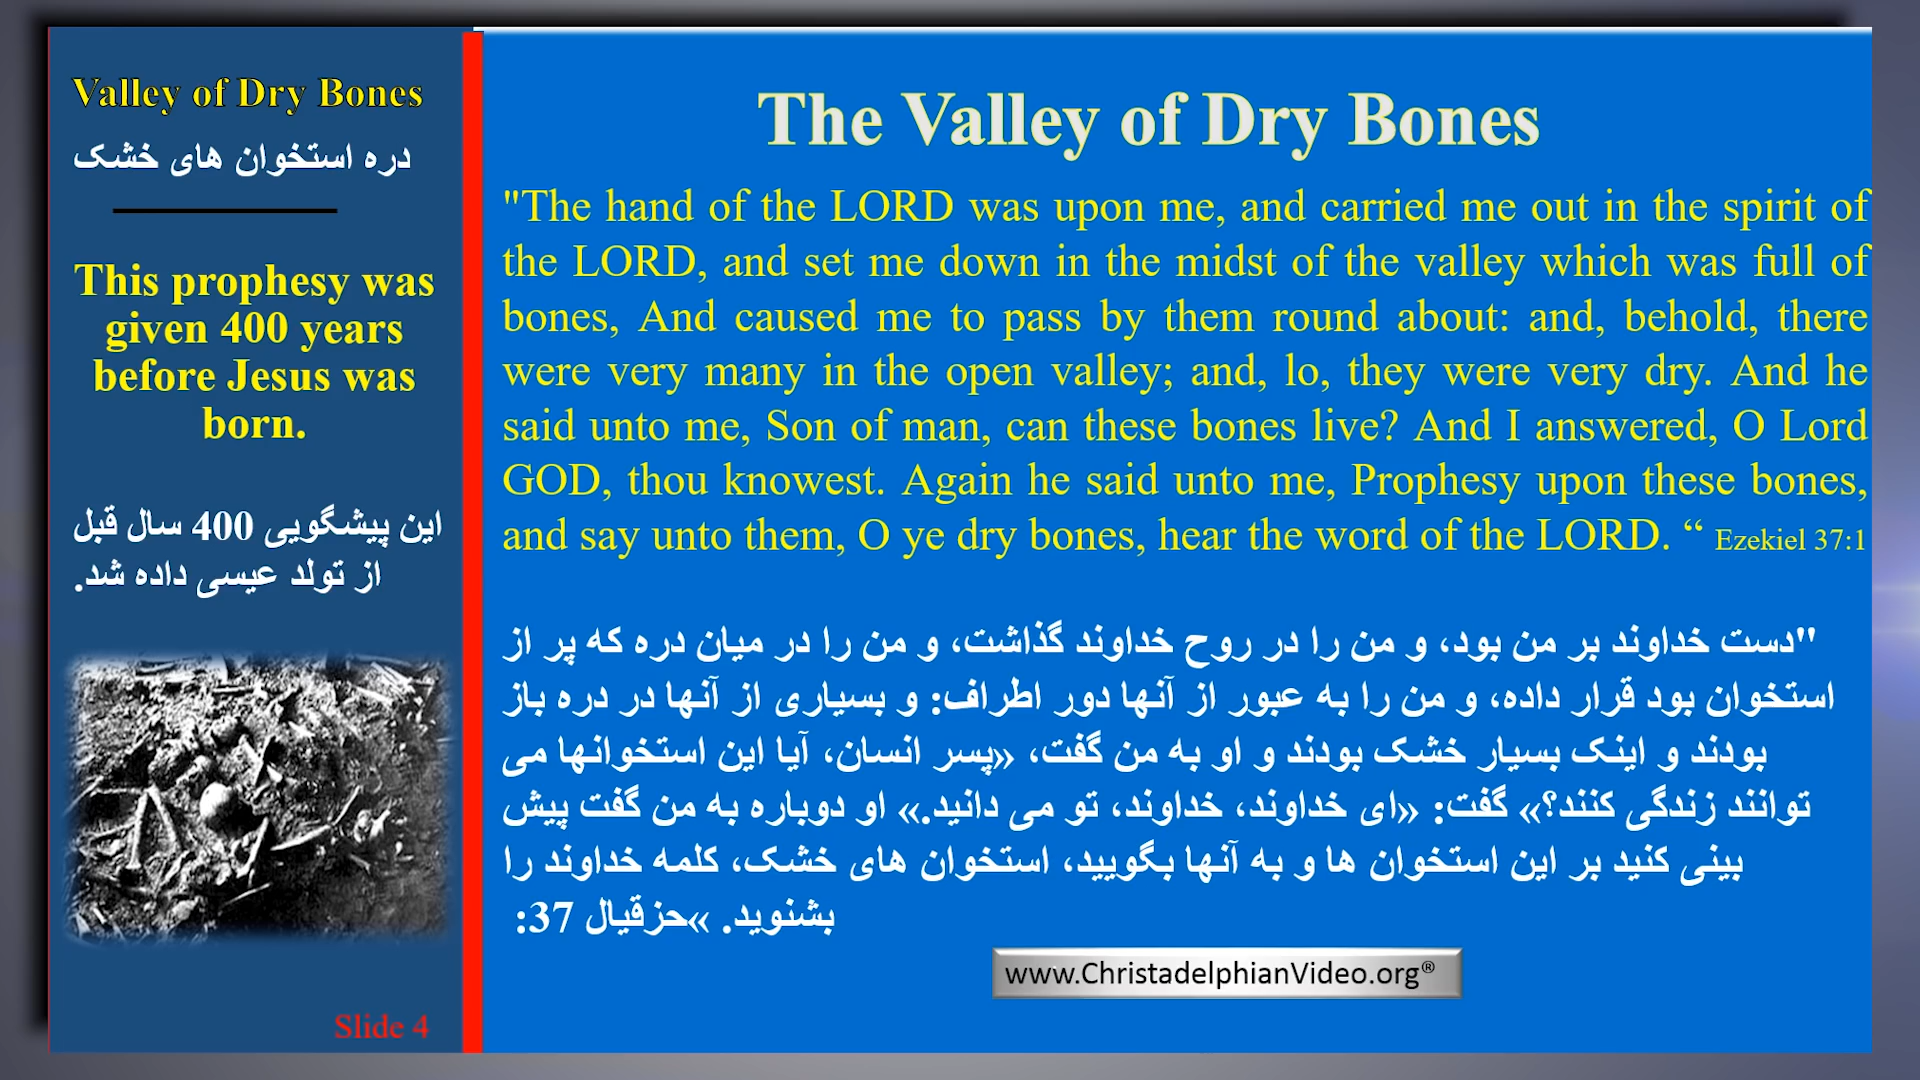 Valley of Dry Bones
دره استخوان های خشک
This prophesy was
given 400 years
before Jesus was
born.
این پیشگویی 400 سال قبل
از تولد عیسی داده شد.
Slide 4
The Valley of Dry Bones
"The hand of the LORD was upon me, and carried me out in the spirit of
the LORD, and set me down in the midst of the valley which was full of
bones, And caused me to pass by them round about: and, behold, there
were very many in the open valley; and, lo, they were very dry. And he
said unto me, Son of man, can these bones live? And I answered, O Lord
GOD, thou knowest. Again he said unto me, Prophesy upon these bones,
and say unto them, O ye dry bones, hear the word of the LORD. “ Ezekiel 37:1
"دست خداوند بر من بود، و من را در روح خداوند گذاشت، و من را در میان دره که پر از
استخوان بود قرار داده، و من را به عبور از آنها دور اطراف: و بسیاری از آنها در دره باز
بودند و اینک بسیار خشک بودند و او به من گفت، «پسر انسان، آیا این استخوانها می
توانند زندگی کنند؟» گفت: «ای خداوند، خداوند، تو می دانید.» او دوباره به من گفت پیش
بینی کنید بر این استخوان ها و به آنها بگویید، استخوان های خشک، کلمه خداوند را
بشنوید. »حزقیال 37:
www.ChristadelphianVideo.org®